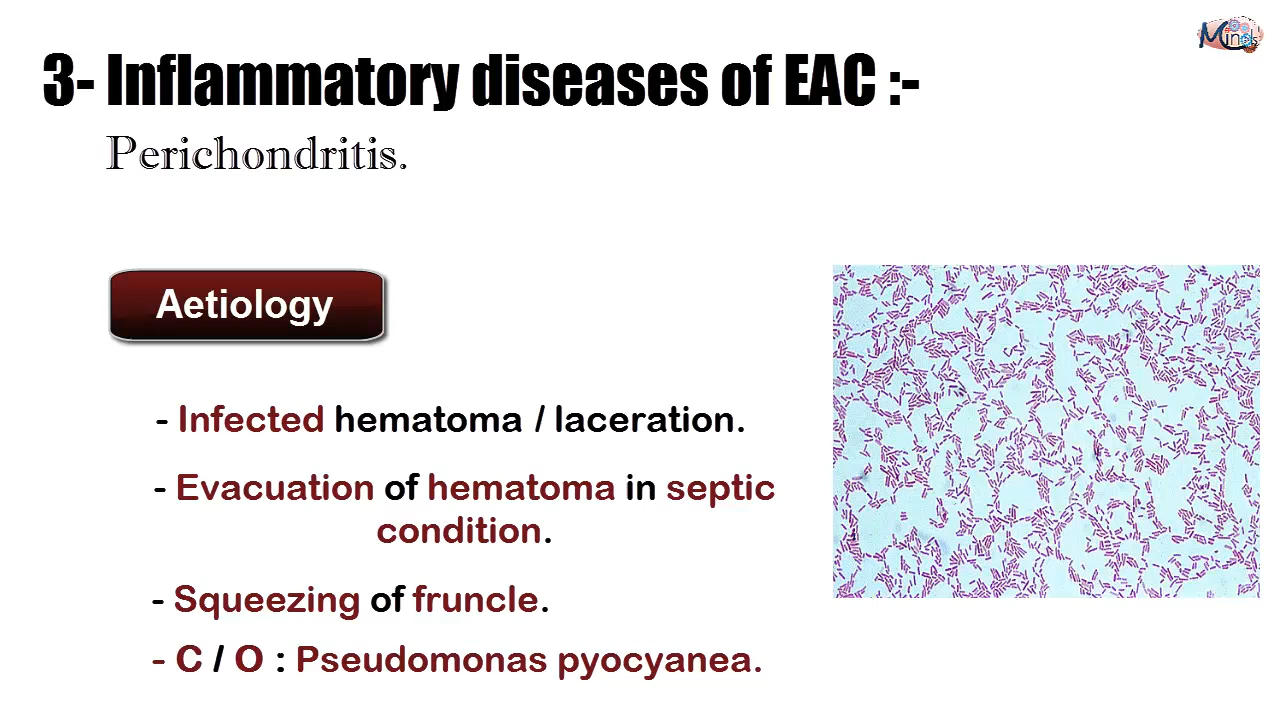 Minds
3- Inflammatory diseases of EAC :-
Perichondritis.
Aetiology
- Infected hematoma / laceration.
- Evacuation of hematoma in septic
condition.
- Squeezing of fruncle.
- C / O : Pseudomonas pyocyanea.